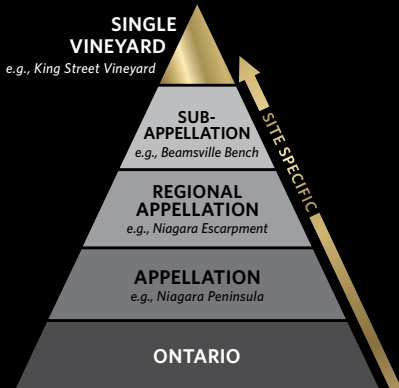 SINGLE
VINEYARD
e.g., King Street Vineyard
SUB-
APPELLATION
e.g., Beamsville Bench
SITE SPECIFIC
REGIONAL
APPELLATION
e.g., Niagara Escarpment
APPELLATION
e.g., Niagara Peninsula
ONTARIO